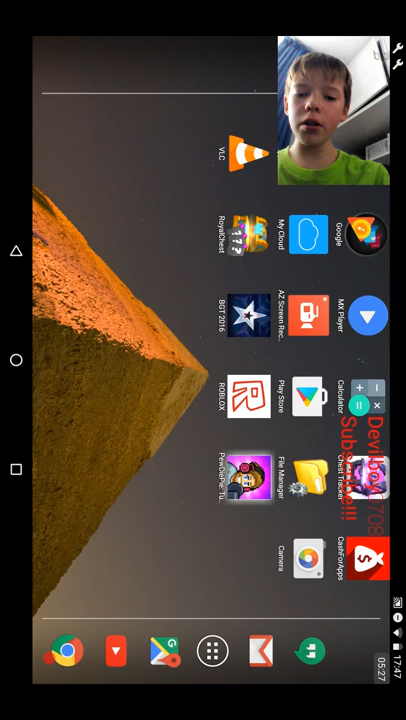 17:47
05:27
Google
MX Player
Calculator
Chest Tracker
CashForApps
My Cloud
AZ Screen Rec..
Play Store
File Manager
Camera
VLC
RoyalChest
???
BGT 2016
ROBLOX
PewDiePie: Tu..
Subscribe!!!